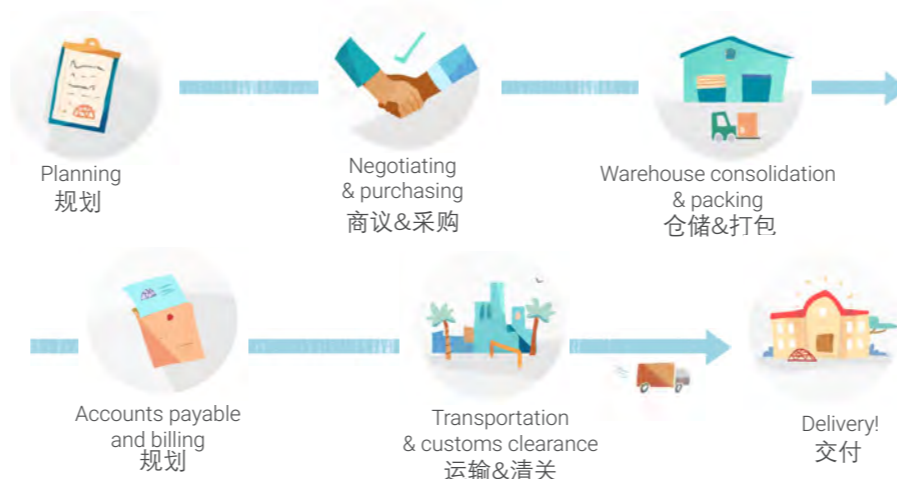 Planning
规划
Negotiating
& purchasing
商议&采购
Warehouse consolidation
& packing
仓储&打包
Accounts payable
and billing
规划
Transportation
& customs clearance
运输&清关
Delivery!
交付